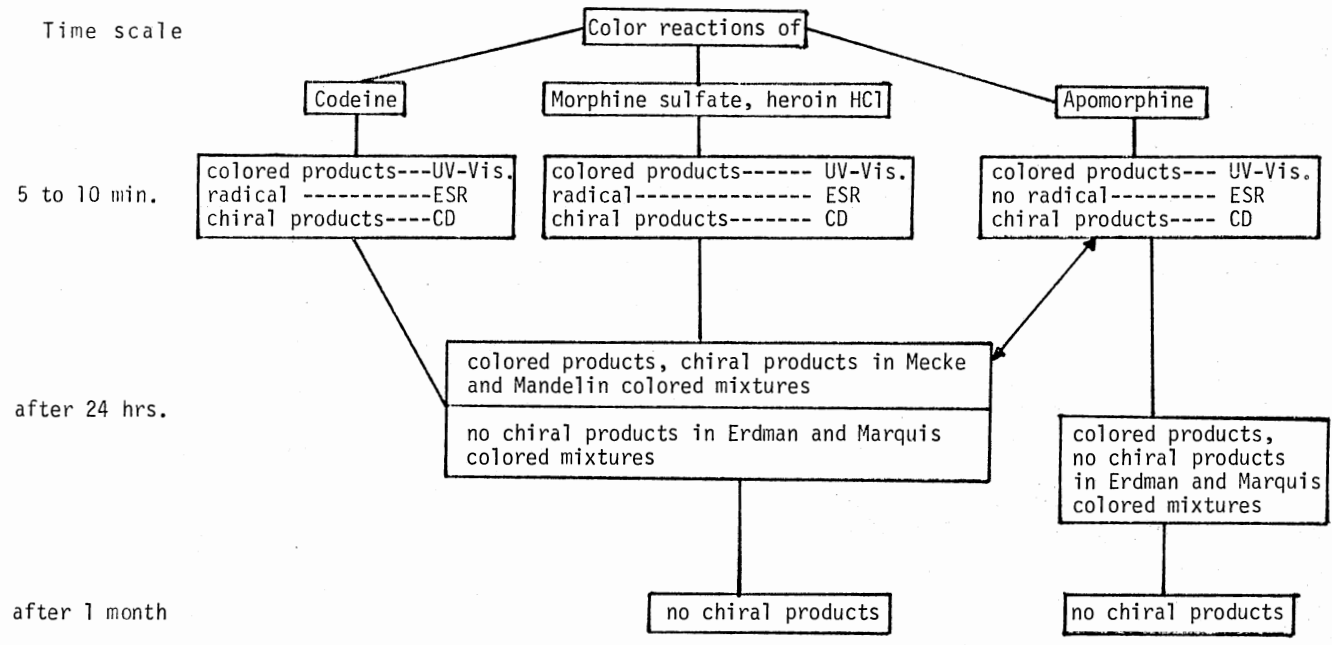 Time scale
Color reactions of
Codeine
Morphine sulfate, heroin HCl
Apomorphine
5 to 10 min.
colored products---UV-Vis.
radical -----------ESR
chiral products----CD
colored products------ UV-Vis.
radical--------------- ESR
chiral products------- CD
colored products--- UV-Vis.
no radical--------- ESR
chiral products---- CD
after 24 hrs.
colored products, chiral products in Mecke
and Mandelin colored mixtures
no chiral products in Erdman and Marquis
colored mixtures
colored products,
no chiral products
in Erdman and Marquis
colored mixtures
after 1 month
no chiral products
no chiral products